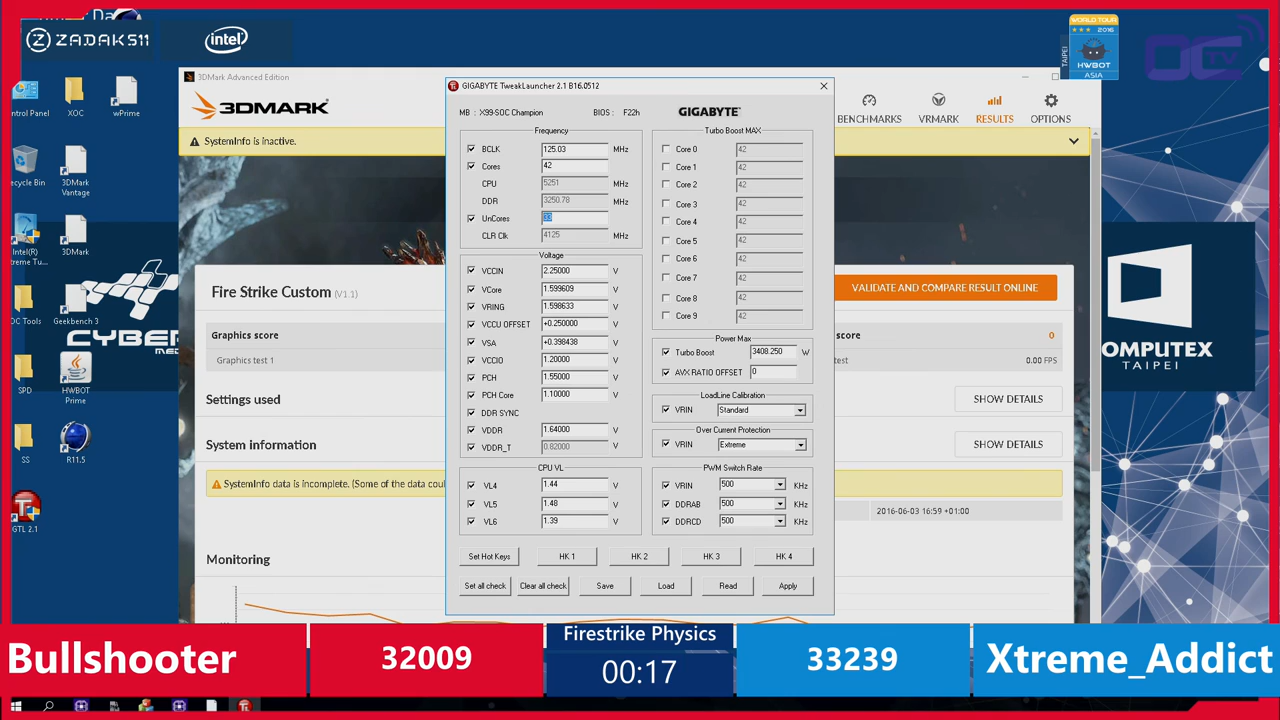 ZADAK511
intel
WORLD TOUR
2016
TAIPEI
HWBOT
ASIA
OC
TV
3DMark Advanced Edition
3DMARK
BENCHMARKS
VRMARK
RESULTS
OPTIONS
SystemInfo is inactive.
XOC
wPrime
3DMark
Vantage
3DMark
Geekbench 3
HWBOT
Prime
SPD
SS
R11.5
GTL 2.1
GIGABYTE TweakLauncher 2.1 B16.0512
MB : X99-SOC Champion
BIOS : F22h
GIGABYTE
Frequency
BCLK 125.03 MHz
Cores 42
CPU 5251 MHz
DDR 3250.78 MHz
UnCores 33
CLR Clk 4125 MHz
Voltage
VCCIN 2.25000 V
VCore 1.599609 V
VRING 1.598633 V
VCCU OFFSET +0.250000 V
VSA +0.398438 V
VCCIO 1.20000 V
PCH 1.55000 V
PCH Core 1.10000 V
DDR SYNC
VDDR 1.64000 V
VDDR_T 0.82000 V
CPU VL
VL4 1.44 V
VL5 1.48 V
VL6 1.39 V
Turbo Boost MAX
Core 0 42
Core 1 42
Core 2 42
Core 3 42
Core 4 42
Core 5 42
Core 6 42
Core 7 42
Core 8 42
Core 9 42
Power Max
Turbo Boost 3408.250 W
AVX RATIO OFFSET 0
LoadLine Calibration
VRIN Standard
Over Current Protection
VRIN Extreme
PWM Switch Rate
VRIN 500 KHz
DDRAB 500 KHz
DDRCD 500 KHz
Set Hot Keys HK 1 HK 2 HK 3 HK 4
Set all check Clear all check Save Load Read Apply
Fire Strike Custom (V1.1)
VALIDATE AND COMPARE RESULT ONLINE
Graphics score
score 0
Graphics test 1
test 0.00 FPS
Settings used
SHOW DETAILS
System information
SHOW DETAILS
SystemInfo data is incomplete. (Some of the data coul
2016-06-03 16:59 +01:00
Monitoring
CYBER
OMPUTEX
TAIPEI
Bullshooter
32009
Firestrike Physics
00:17
33239
Xtreme_Addict